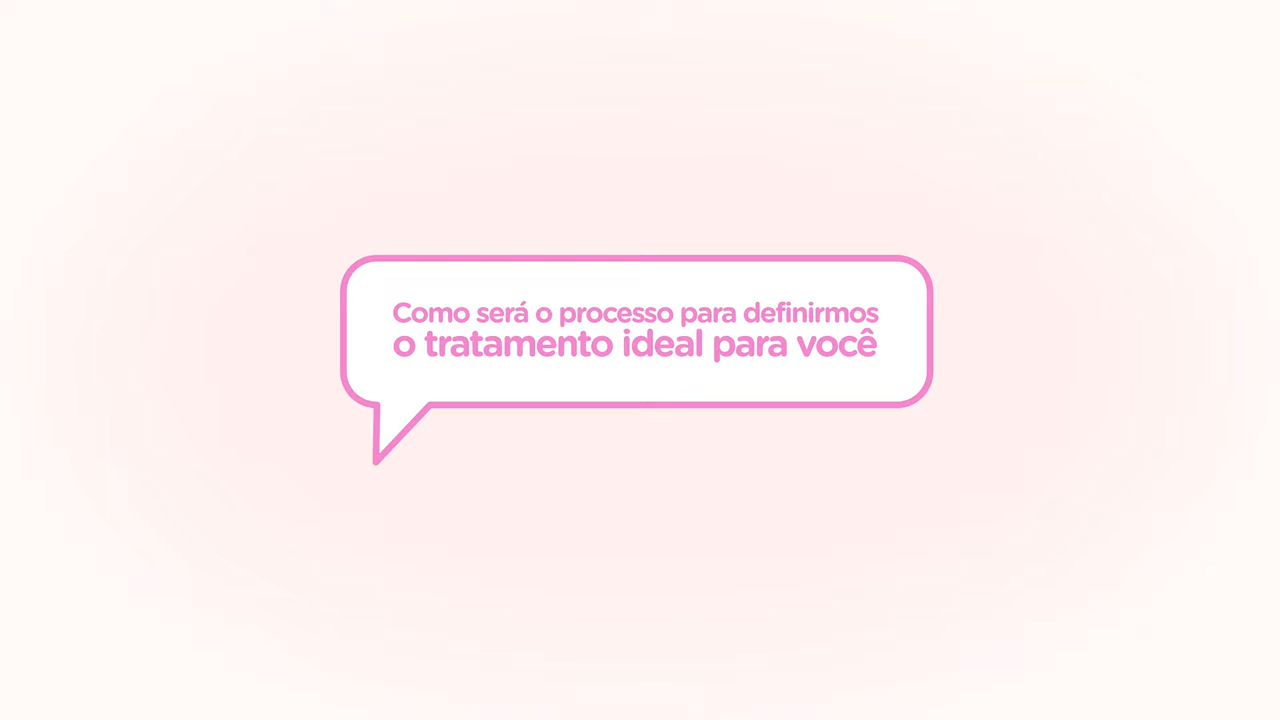 Como será o processo para definirmos
o tratamento ideal para você